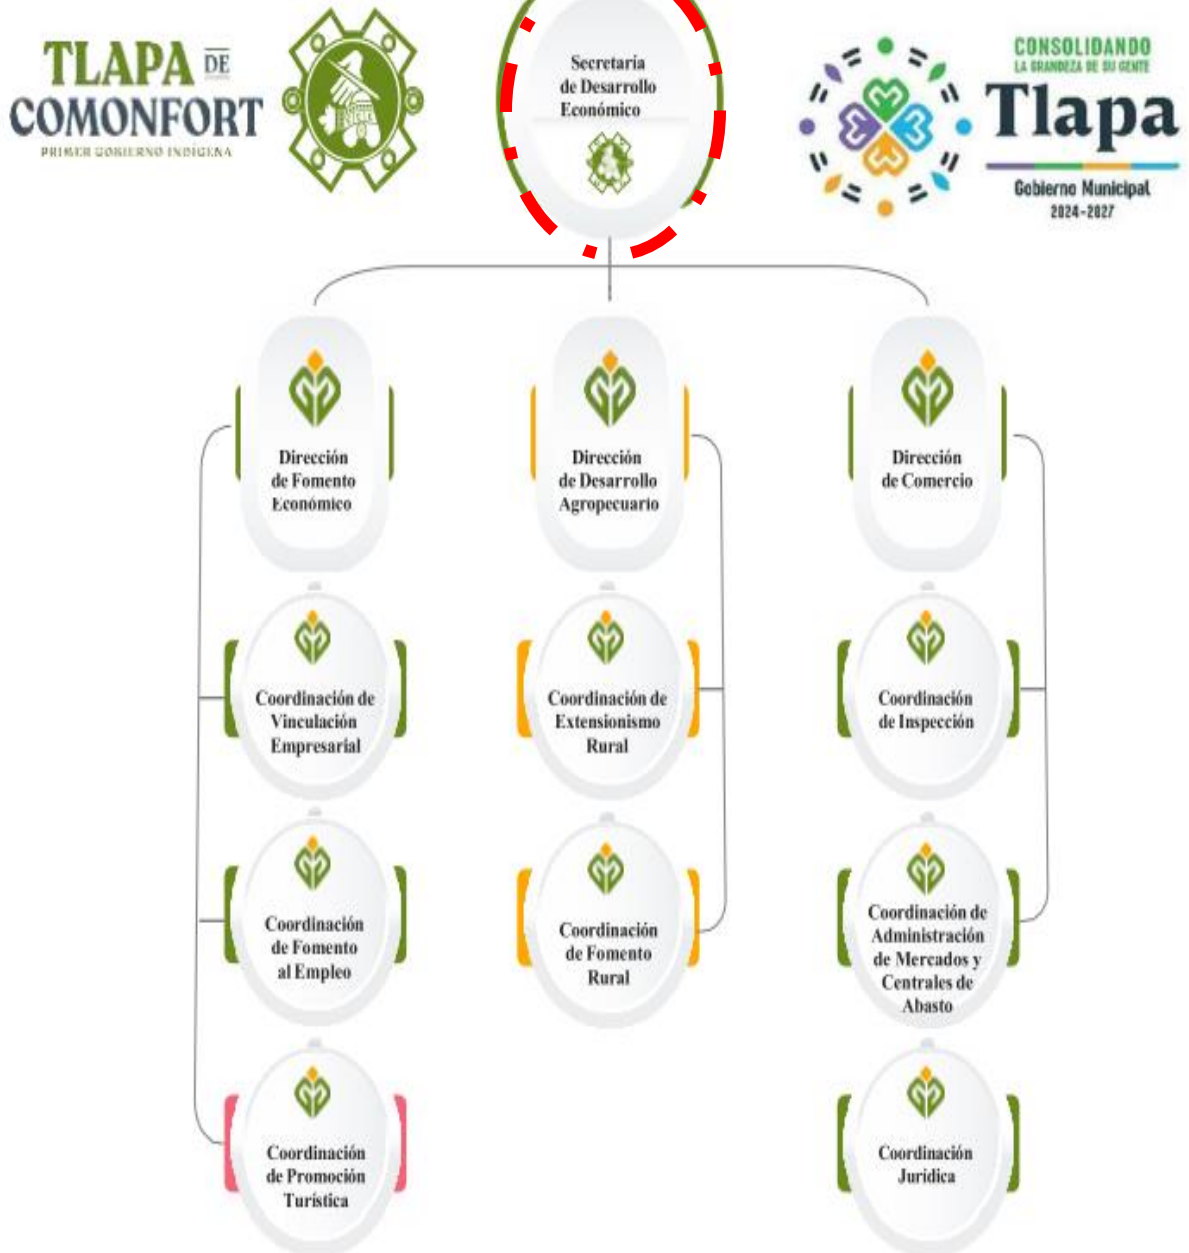 TLAPA DE
COMONFORT
PRIMER GOBIERNO INDÍGENA
Secretaría
de Desarrollo
Económico
CONSOLIDANDO
LA GRANDEZA DE SU GENTE
Tlapa
Gobierno Municipal
2024-2027
Dirección
de Fomento
Económico
Dirección
de Desarrollo
Agropecuario
Dirección
de Comercio
Coordinación de
Vinculación
Empresarial
Coordinación de
Extensionismo
Rural
Coordinación
de Inspección
Coordinación
de Fomento
al Empleo
Coordinación
de Fomento
Rural
Coordinación de
Administración
de Mercados y
Centrales de
Abasto
Coordinación
de Promoción
Turística
Coordinación
Jurídica